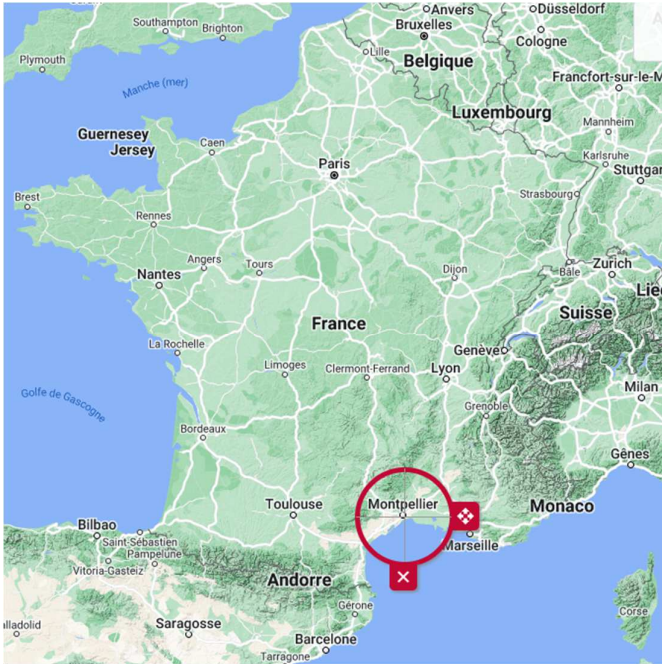 Anvers
Düsseldorf
Southampton
Brighton
Bruxelles
Cologne
Lille
Belgique
Plymouth
Francfort-sur-le-M
Manche (mer)
Luxembourg
Mannheim
Guernesey
Jersey
Caen
Karlsruhe
Paris
Stuttgar
Brest
Strasbourg
Rennes
Angers
Tours
Dijon
Bâle
Zurich
Nantes
Lie
Suisse
France
La Rochelle
Genève
Limoges
Clermont-Ferrand
Lyon
Milan
Golfe de Gascogne
Grenoble
Bordeaux
Gênes
Toulouse
Montpellier
Monaco
Bilbao
Saint-Sébastien
Marseille
Pampelune
Vitoria-Gasteiz
Andorre
Gérone
Corse
alladolid
Saragosse
Barcelone
Tarragone